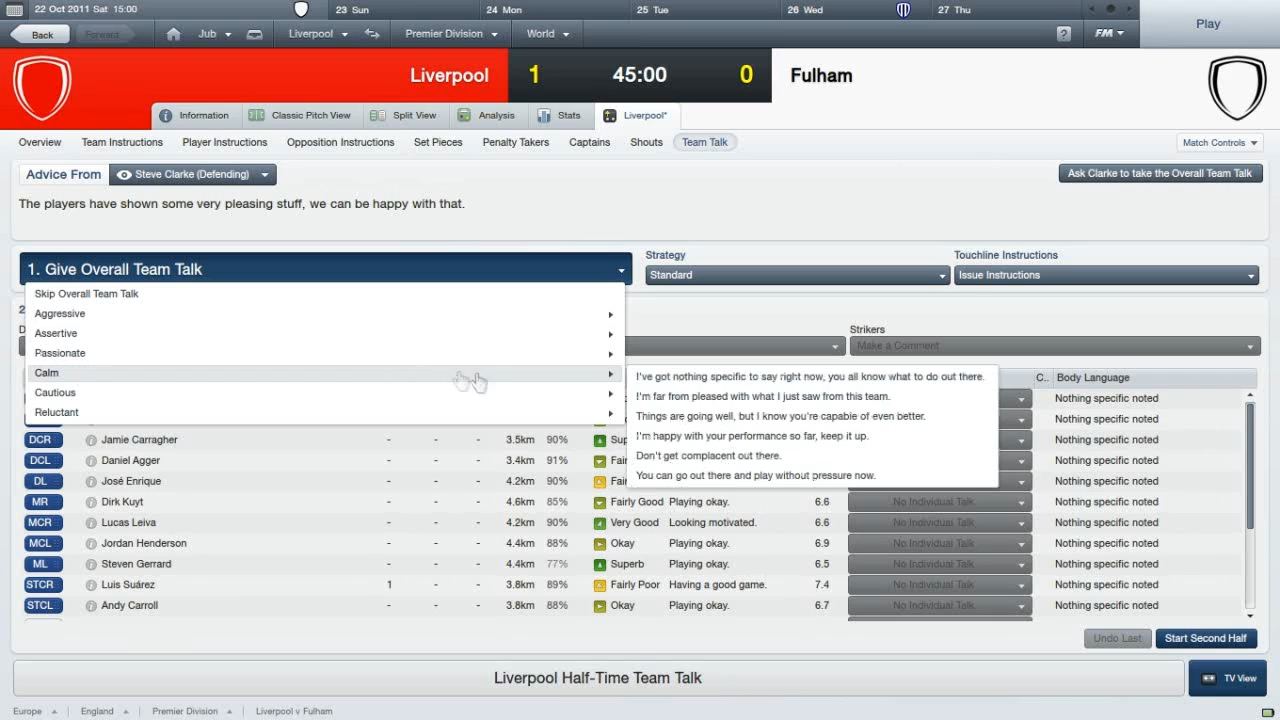 22 Oct 2011 Sat 15:00 23 Sun 24 Mon 25 Tue 26 Wed 27 Thu
Back Forward Jub Liverpool Premier Division World ? FM Play
Liverpool 1 45:00 0 Fulham
Information Classic Pitch View Split View Analysis Stats Liverpool*
Overview Team Instructions Player Instructions Opposition Instructions Set Pieces Penalty Takers Captains Shouts Team Talk Match Controls
Advice From Steve Clarke (Defending) Ask Clarke to take the Overall Team Talk
The players have shown some very pleasing stuff, we can be happy with that.
Strategy Touchline Instructions
1. Give Overall Team Talk Standard Issue Instructions
Skip Overall Team Talk
Aggressive
Assertive
Passionate
Calm
Cautious
Reluctant
Strikers
Make a Comment
I've got nothing specific to say right now, you all know what to do out there.
I'm far from pleased with what I just saw from this team.
Things are going well, but I know you're capable of even better.
I'm happy with your performance so far, keep it up.
Don't get complacent out there.
You can go out there and play without pressure now.
C.. Body Language
Nothing specific noted
Nothing specific noted
DCR Jamie Carragher - - - 3.5km 90% Nothing specific noted
DCL Daniel Agger - - - 3.4km 91% Nothing specific noted
DL José Enrique - - - 4.2km 90% Nothing specific noted
MR Dirk Kuyt - - - 4.6km 85% Fairly Good Playing okay. 6.6 No Individual Talk Nothing specific noted
MCR Lucas Leiva - - - 4.2km 90% Very Good Looking motivated. 6.6 No Individual Talk Nothing specific noted
MCL Jordan Henderson - - - 4.4km 88% Okay Playing okay. 6.9 No Individual Talk Nothing specific noted
ML Steven Gerrard - - - 4.4km 77% Superb Playing okay. 6.5 No Individual Talk Nothing specific noted
STCR Luis Suárez 1 - - 3.8km 89% Fairly Poor Having a good game. 7.4 No Individual Talk Nothing specific noted
STCL Andy Carroll - - - 3.8km 88% Okay Playing okay. 6.7 No Individual Talk Nothing specific noted
Undo Last Start Second Half
Liverpool Half-Time Team Talk TV View
Europe England Premier Division Liverpool v Fulham